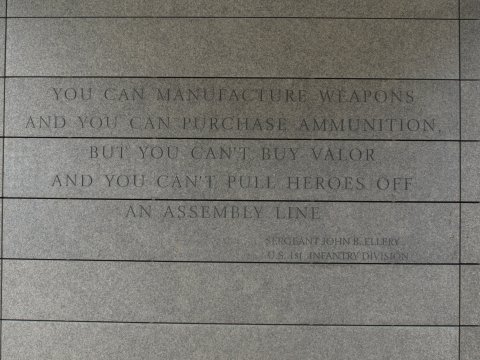 YOU CAN MANUFACTURE WEAPONS
AND YOU CAN PURCHASE AMMUNITION,
BUT YOU CAN'T BUY VALOR
AND YOU CAN'T PULL HEROES OFF
AN ASSEMBLY LINE
SERGEANT JOHN B. ELLERY
U.S. 1st INFANTRY DIVISION